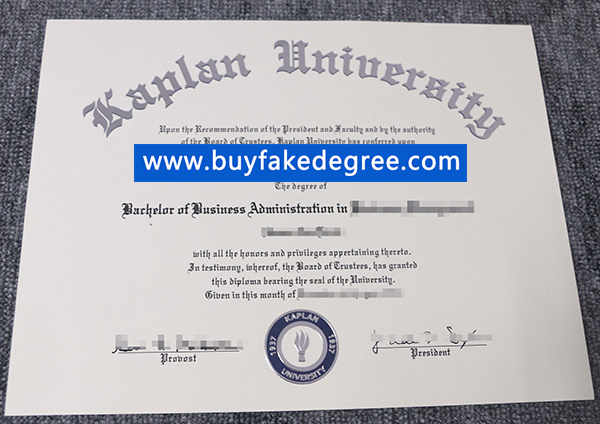 Kaplan University
Upon the Recommendation of the President and Faculty and by the authority
of the Board of Trustees, Kaplan University has conferred upon
www.buyfakedegree.com
The degree of
Bachelor of Business Administration in
with all the honors and privileges appertaining thereto.
In testimony, whereof, the Board of Trustees, has granted
this diploma bearing the seal of the University.
Given in this month of
KAPLAN
1937 1937
UNIVERSITY
Provost
President